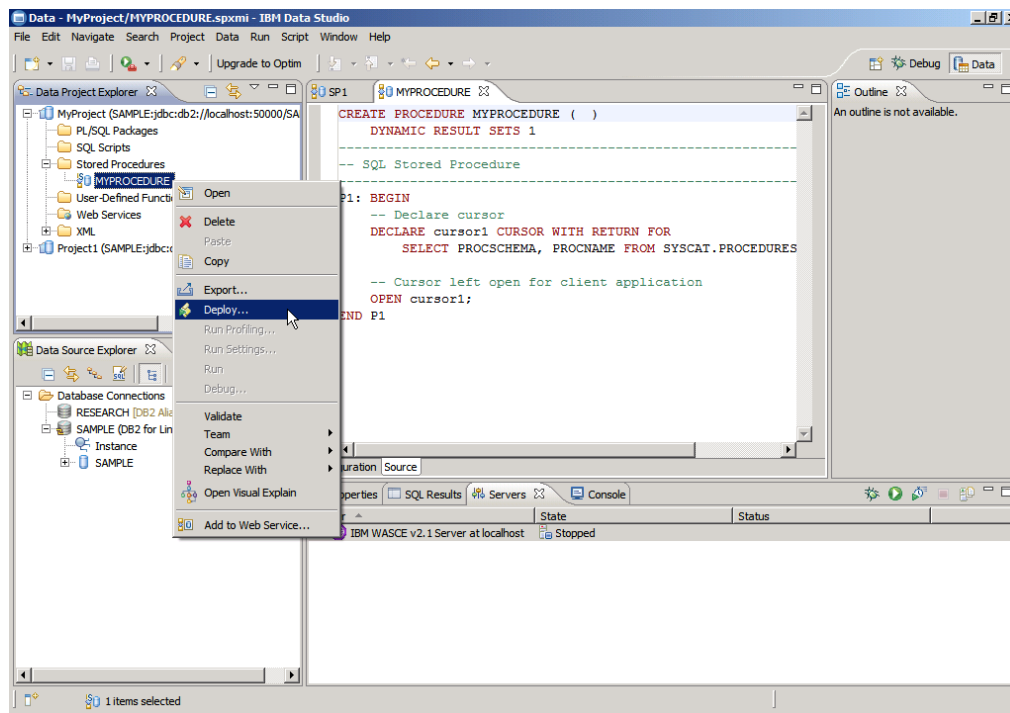 Data - MyProject/MYPROCEDURE.spxmi - IBM Data Studio
File Edit Navigate Search Project Data Run Script Window Help
Upgrade to Optim
Debug
Data
Data Project Explorer
MyProject (SAMPLE:jdbc:db2://localhost:50000/SA
PL/SQL Packages
SQL Scripts
Stored Procedures
MYPROCEDURE
User-Defined Functi
Web Services
XML
Project1 (SAMPLE:jdbc:
Open
Delete
Paste
Copy
Export...
Deploy...
Run Profiling...
Run Settings...
Run
Debug...
Validate
Team
Compare With
Replace With
Open Visual Explain
Add to Web Service...
SP1
MYPROCEDURE
CREATE PROCEDURE MYPROCEDURE ( )
DYNAMIC RESULT SETS 1
------------------------------------------------------------------------
-- SQL Stored Procedure
------------------------------------------------------------------------
P1: BEGIN
-- Declare cursor
DECLARE cursor1 CURSOR WITH RETURN FOR
SELECT PROCSCHEMA, PROCNAME FROM SYSCAT.PROCEDURES
-- Cursor left open for client application
OPEN cursor1;
END P1
Source
Outline
An outline is not available.
Data Source Explorer
SQL
Database Connections
RESEARCH [DB2 Alia
SAMPLE (DB2 for Lin
Instance
SAMPLE
SQL Results
Servers
Console
State
Status
IBM WASCE v2.1 Server at localhost
Stopped
1 items selected